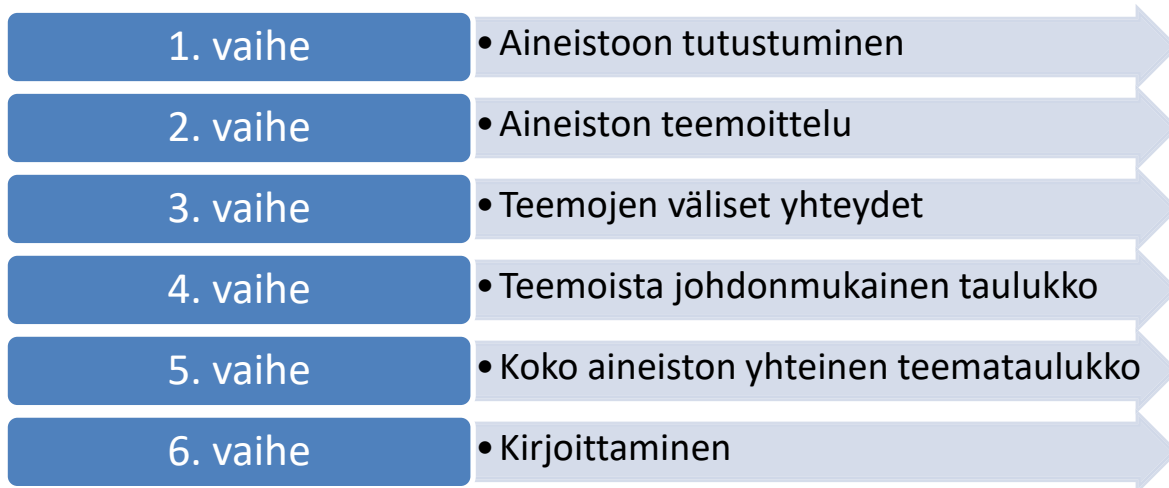 1. vaihe
• Aineistoon tutustuminen
2. vaihe
• Aineiston teemoittelu
3. vaihe
• Teemojen väliset yhteydet
4. vaihe
• Teemoista johdonmukainen taulukko
5. vaihe
• Koko aineiston yhteinen teemataulukko
6. vaihe
• Kirjoittaminen